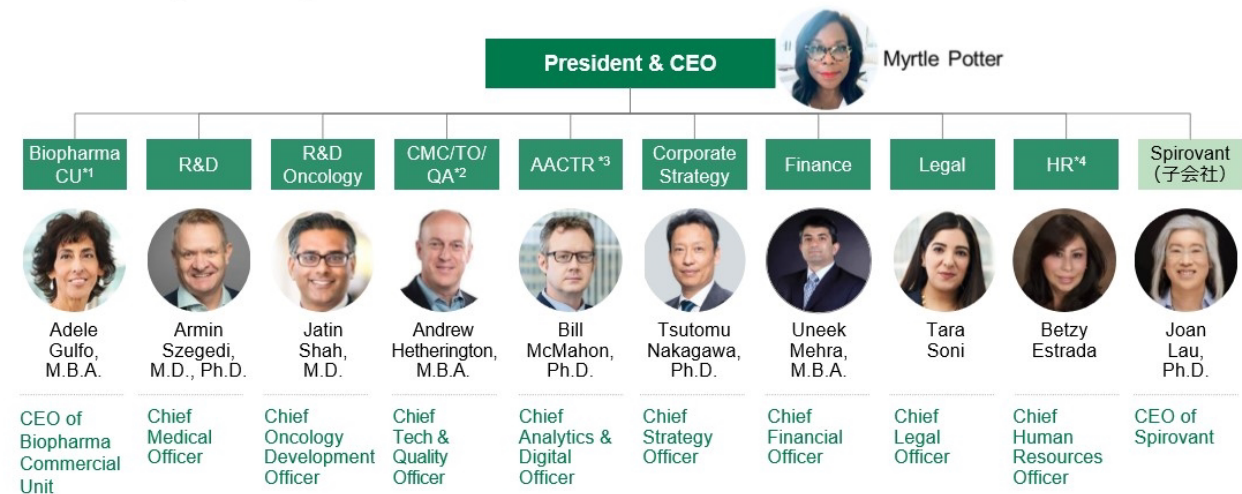 President & CEO
Myrtle Potter
Biopharma
CU*1
R&D
R&D
Oncology
CMC/TO/
QA*2
AACTR *3
Corporate
Strategy
Finance
Legal
HR*4
Spirovant
(子会社)
Adele
Gulfo,
M.B.A.
Armin
Szegedi,
M.D., Ph.D.
Jatin
Shah,
M.D.
Andrew
Hetherington,
M.B.A.
Bill
McMahon,
Ph.D.
Tsutomu
Nakagawa,
Ph.D.
Uneek
Mehra,
M.B.A.
Tara
Soni
Betzy
Estrada
Joan
Lau,
Ph.D.
CEO of
Biopharma
Commercial
Unit
Chief
Medical
Officer
Chief
Oncology
Development
Officer
Chief
Tech &
Quality
Officer
Chief
Analytics &
Digital
Officer
Chief
Strategy
Officer
Chief
Financial
Officer
Chief
Legal
Officer
Chief
Human
Resources
Officer
CEO of
Spirovant